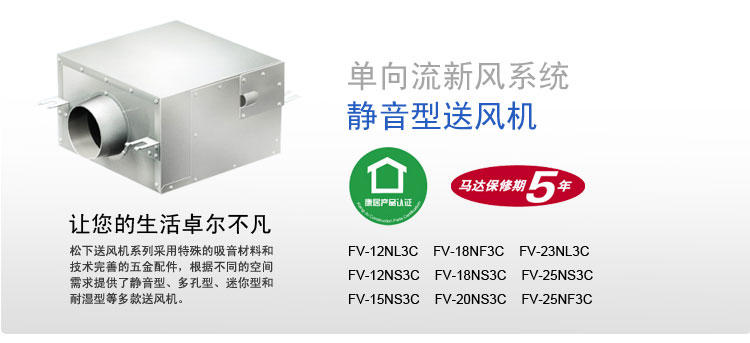 单向流新风系统
静音型送风机
康居产品认证
马达保修期5年
让您的生活卓尔不凡
松下送风机系列采用特殊的吸音材料和
技术完善的五金配件，根据不同的空间
需求提供了静音型、多孔型、迷你型和
耐湿型等多款送风机。
FV-12NL3C FV-18NF3C FV-23NL3C
FV-12NS3C FV-18NS3C FV-25NS3C
FV-15NS3C FV-20NS3C FV-25NF3C